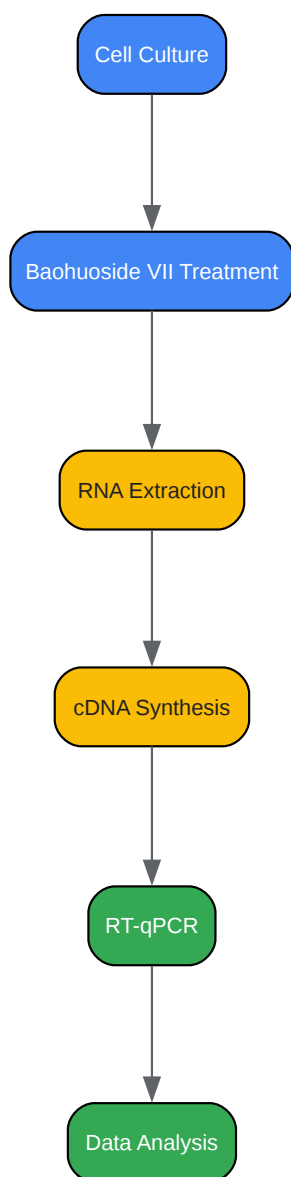 Cell Culture
Baohuoside VII Treatment
RNA Extraction
cDNA Synthesis
RT-qPCR
Data Analysis